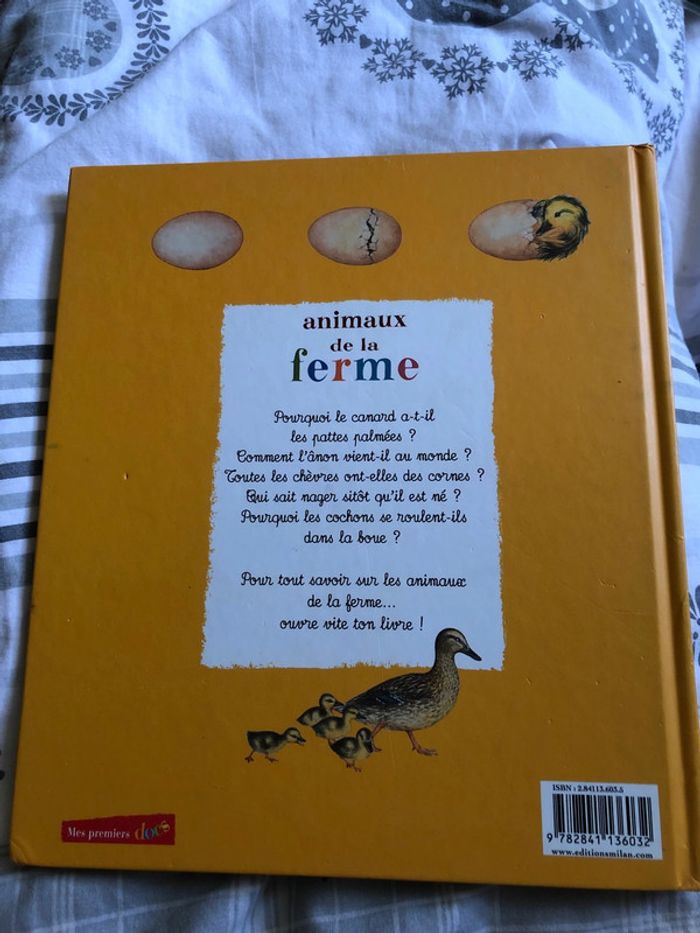 animaux
de la
ferme
Pourquoi le canard a-t-il
les pattes palmées ?
Comment l'ânon vient-il au monde ?
Toutes les chèvres ont-elles des cornes ?
Qui sait nager sitôt qu'il est né ?
Pourquoi les cochons se roulent-ils
dans la boue ?
Pour tout savoir sur les animaux
de la ferme...
ouvre vite ton livre !
Mes premiers docs
ISBN : 2.84113.603.5
9 782841 136032
www.editionsmilan.com